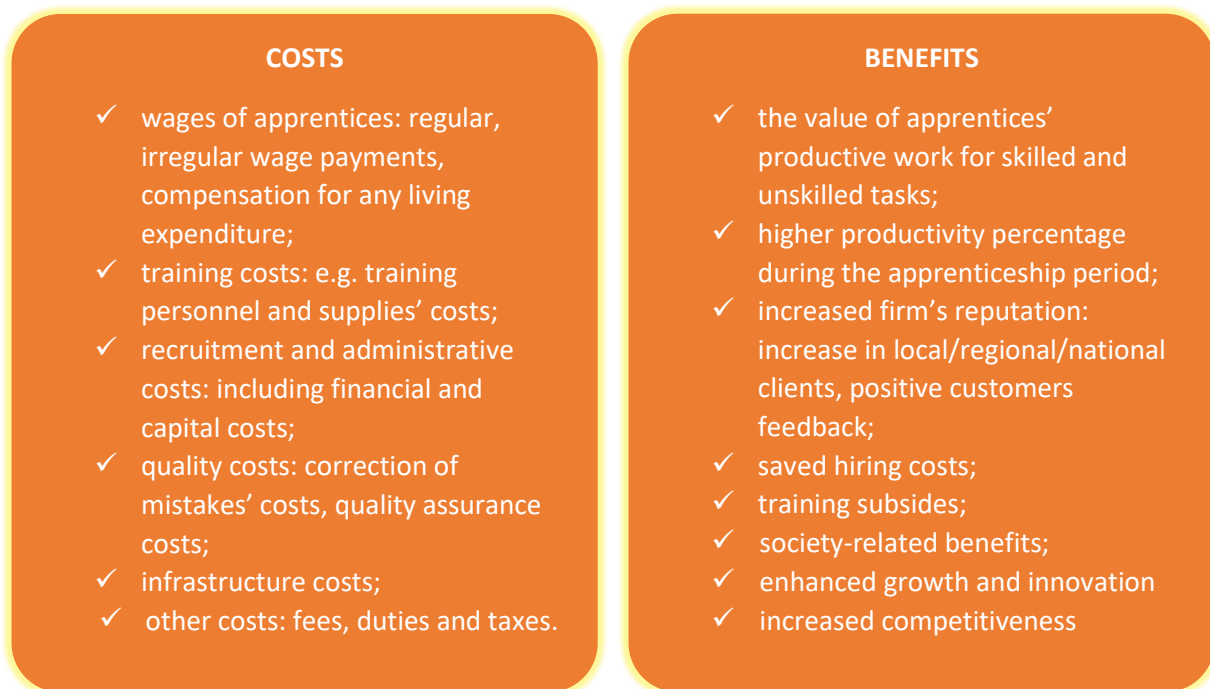 COSTS
✓ wages of apprentices: regular,
irregular wage payments,
compensation for any living
expenditure;
✓ training costs: e.g. training
personnel and supplies’ costs;
✓ recruitment and administrative
costs: including financial and
capital costs;
✓ quality costs: correction of
mistakes’ costs, quality assurance
costs;
✓ infrastructure costs;
✓ other costs: fees, duties and taxes.
BENEFITS
✓ the value of apprentices’
productive work for skilled and
unskilled tasks;
✓ higher productivity percentage
during the apprenticeship period;
✓ increased firm’s reputation:
increase in local/regional/national
clients, positive customers
feedback;
✓ saved hiring costs;
✓ training subsides;
✓ society-related benefits;
✓ enhanced growth and innovation
✓ increased competitiveness